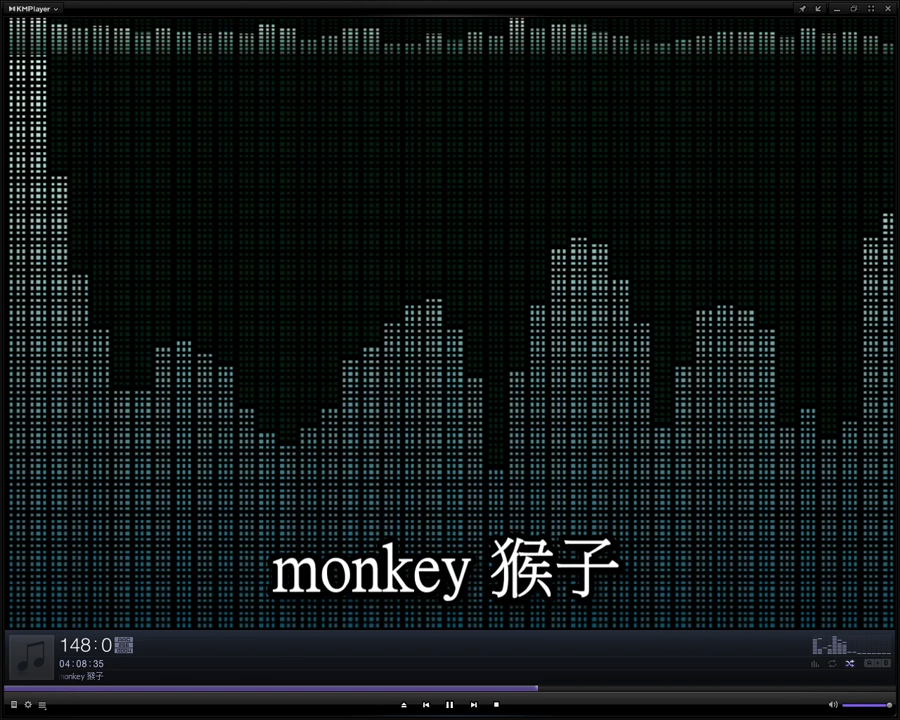 KMPlayer
monkey 猴子
148:0
04:08:35
monkey 猴子
A B